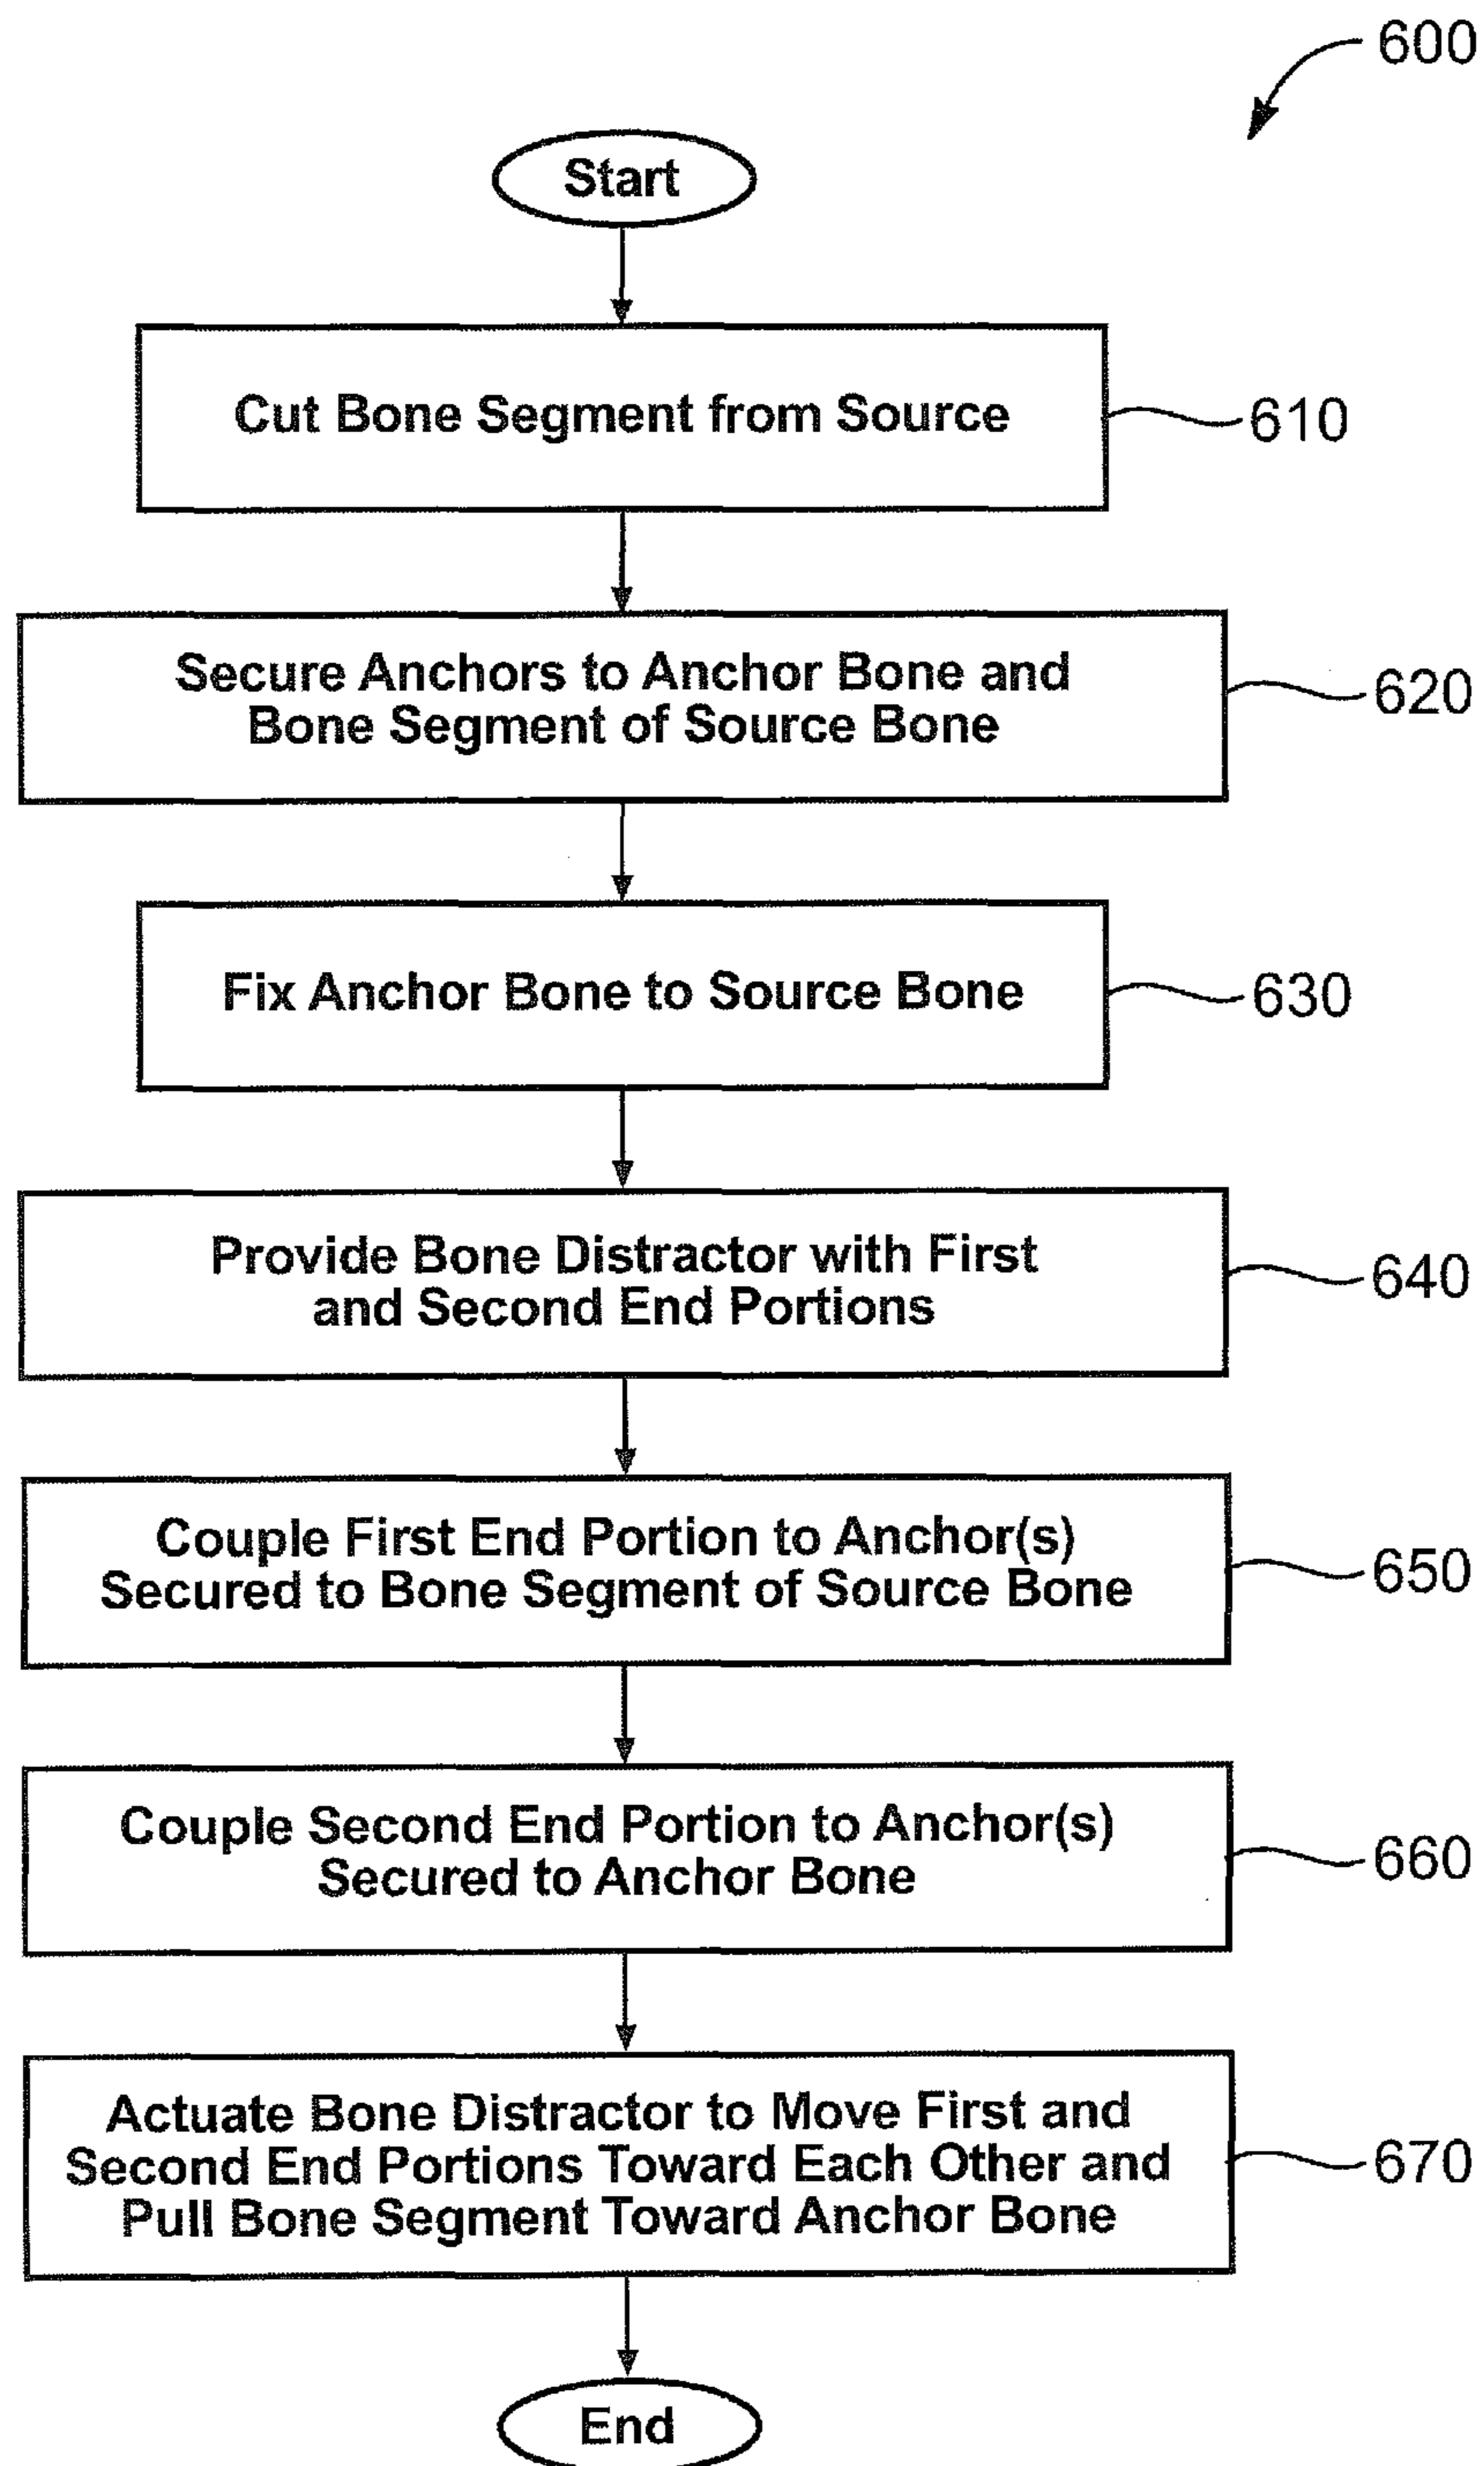 600
Start
Cut Bone Segment from Source
610
Secure Anchors to Anchor Bone and
Bone Segment of Source Bone
620
Fix Anchor Bone to Source Bone
630
Provide Bone Distractor with First
and Second End Portions
640
Couple First End Portion to Anchor(s)
Secured to Bone Segment of Source Bone
650
Couple Second End Portion to Anchor(s)
Secured to Anchor Bone
660
Actuate Bone Distractor to Move First and
Second End Portions Toward Each Other and
Pull Bone Segment Toward Anchor Bone
670
End